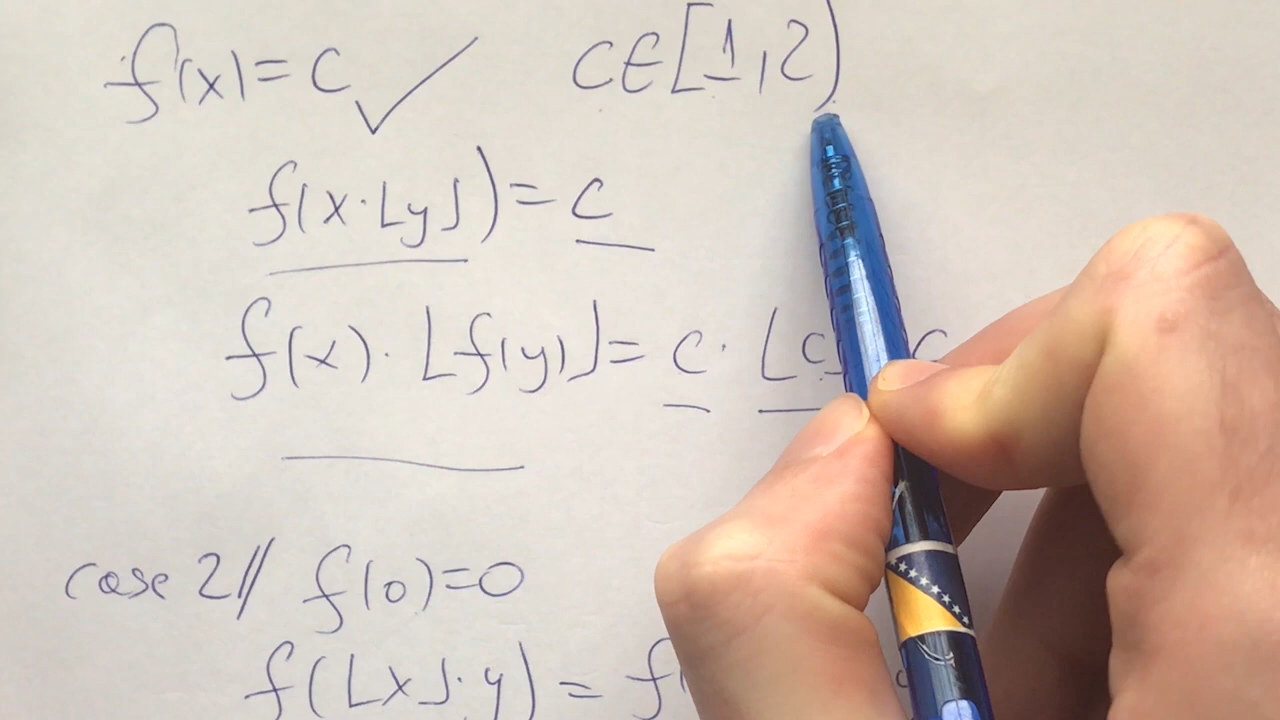 f(x)=c✓ c∈[1,2)
f(x·⌊y⌋)=c
f(x)·⌊f(y)⌋=c·⌊c c
case 2// f(0)=0
f(⌊x⌋·y)=f(